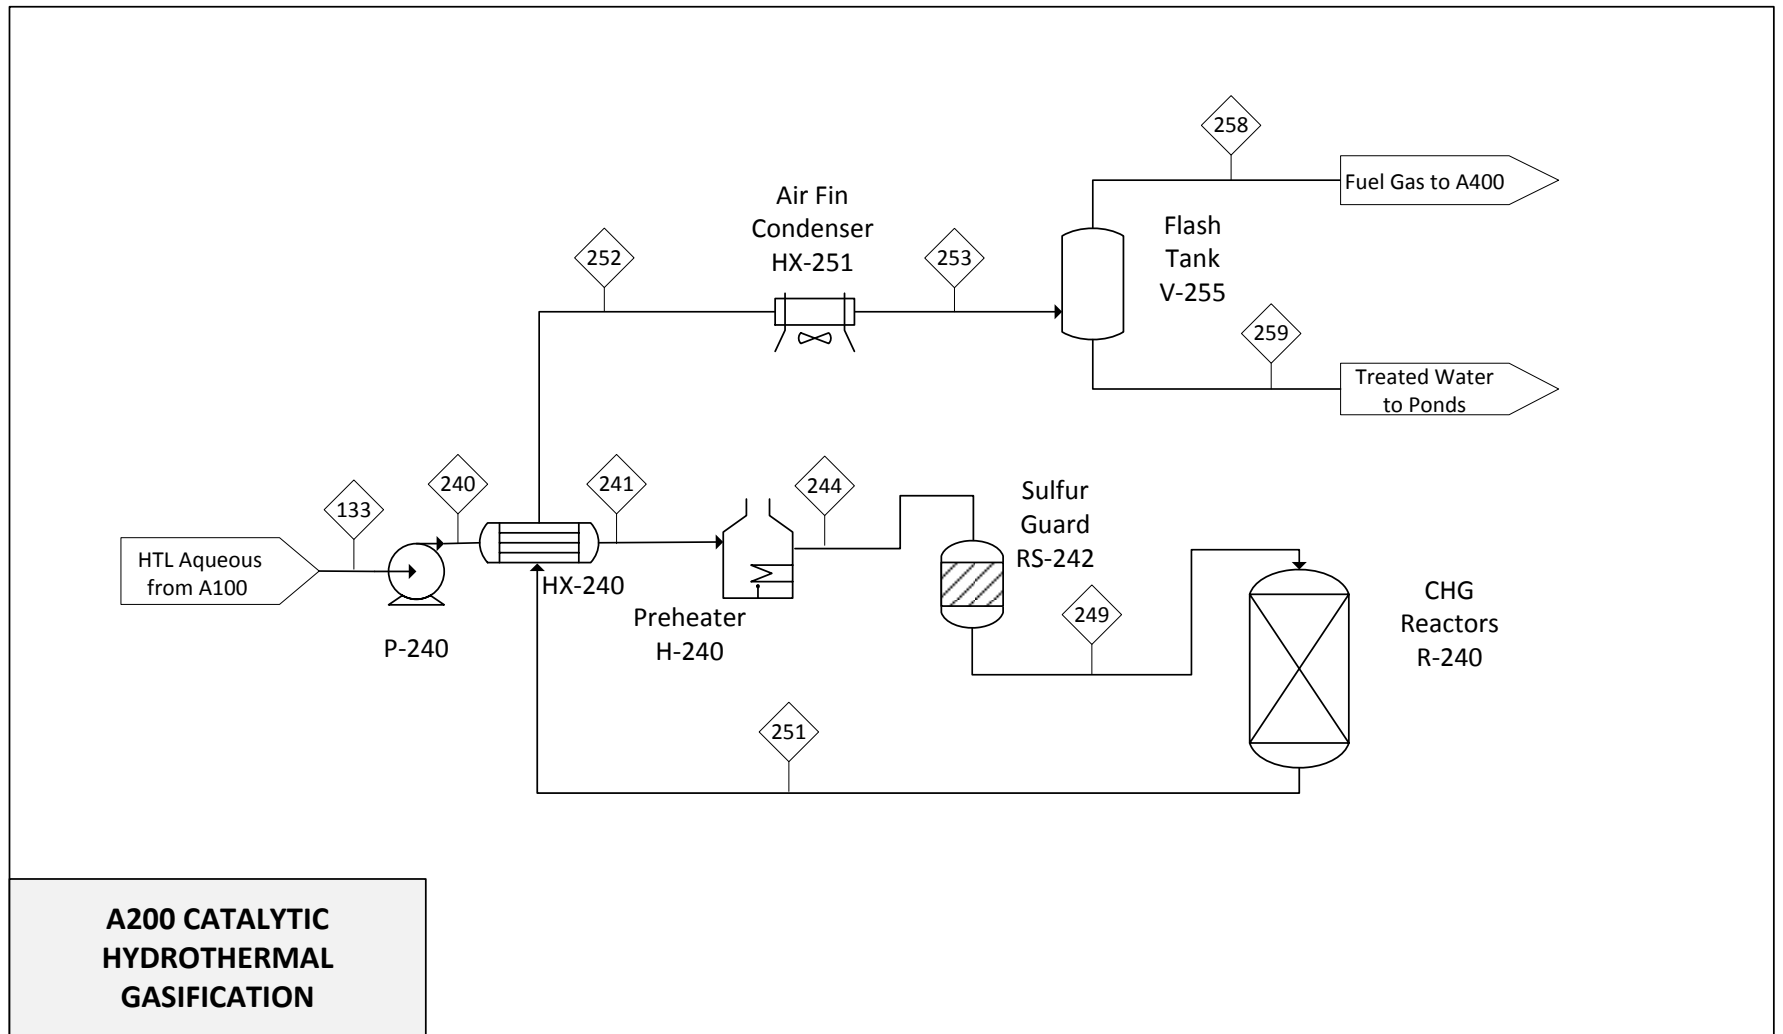 258
Fuel Gas to A400
Air Fin
Condenser
HX-251
252
253
Flash
Tank
V-255
259
Treated Water
to Ponds
133
240
241
244
Sulfur
Guard
RS-242
HTL Aqueous
from A100
P-240
HX-240
Preheater
H-240
249
CHG
Reactors
R-240
251
A200 CATALYTIC
HYDROTHERMAL
GASIFICATION